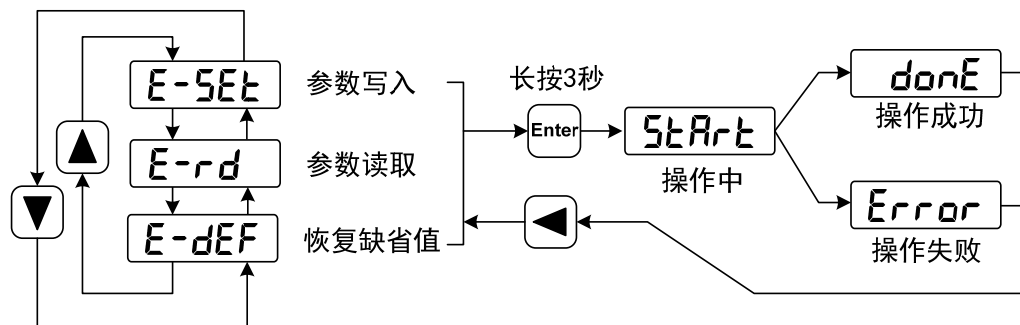 E-SEt 参数写入
E-rd 参数读取
E-dEF 恢复缺省值
长按3秒
Enter
StArt
操作中
donE
操作成功
Error
操作失败